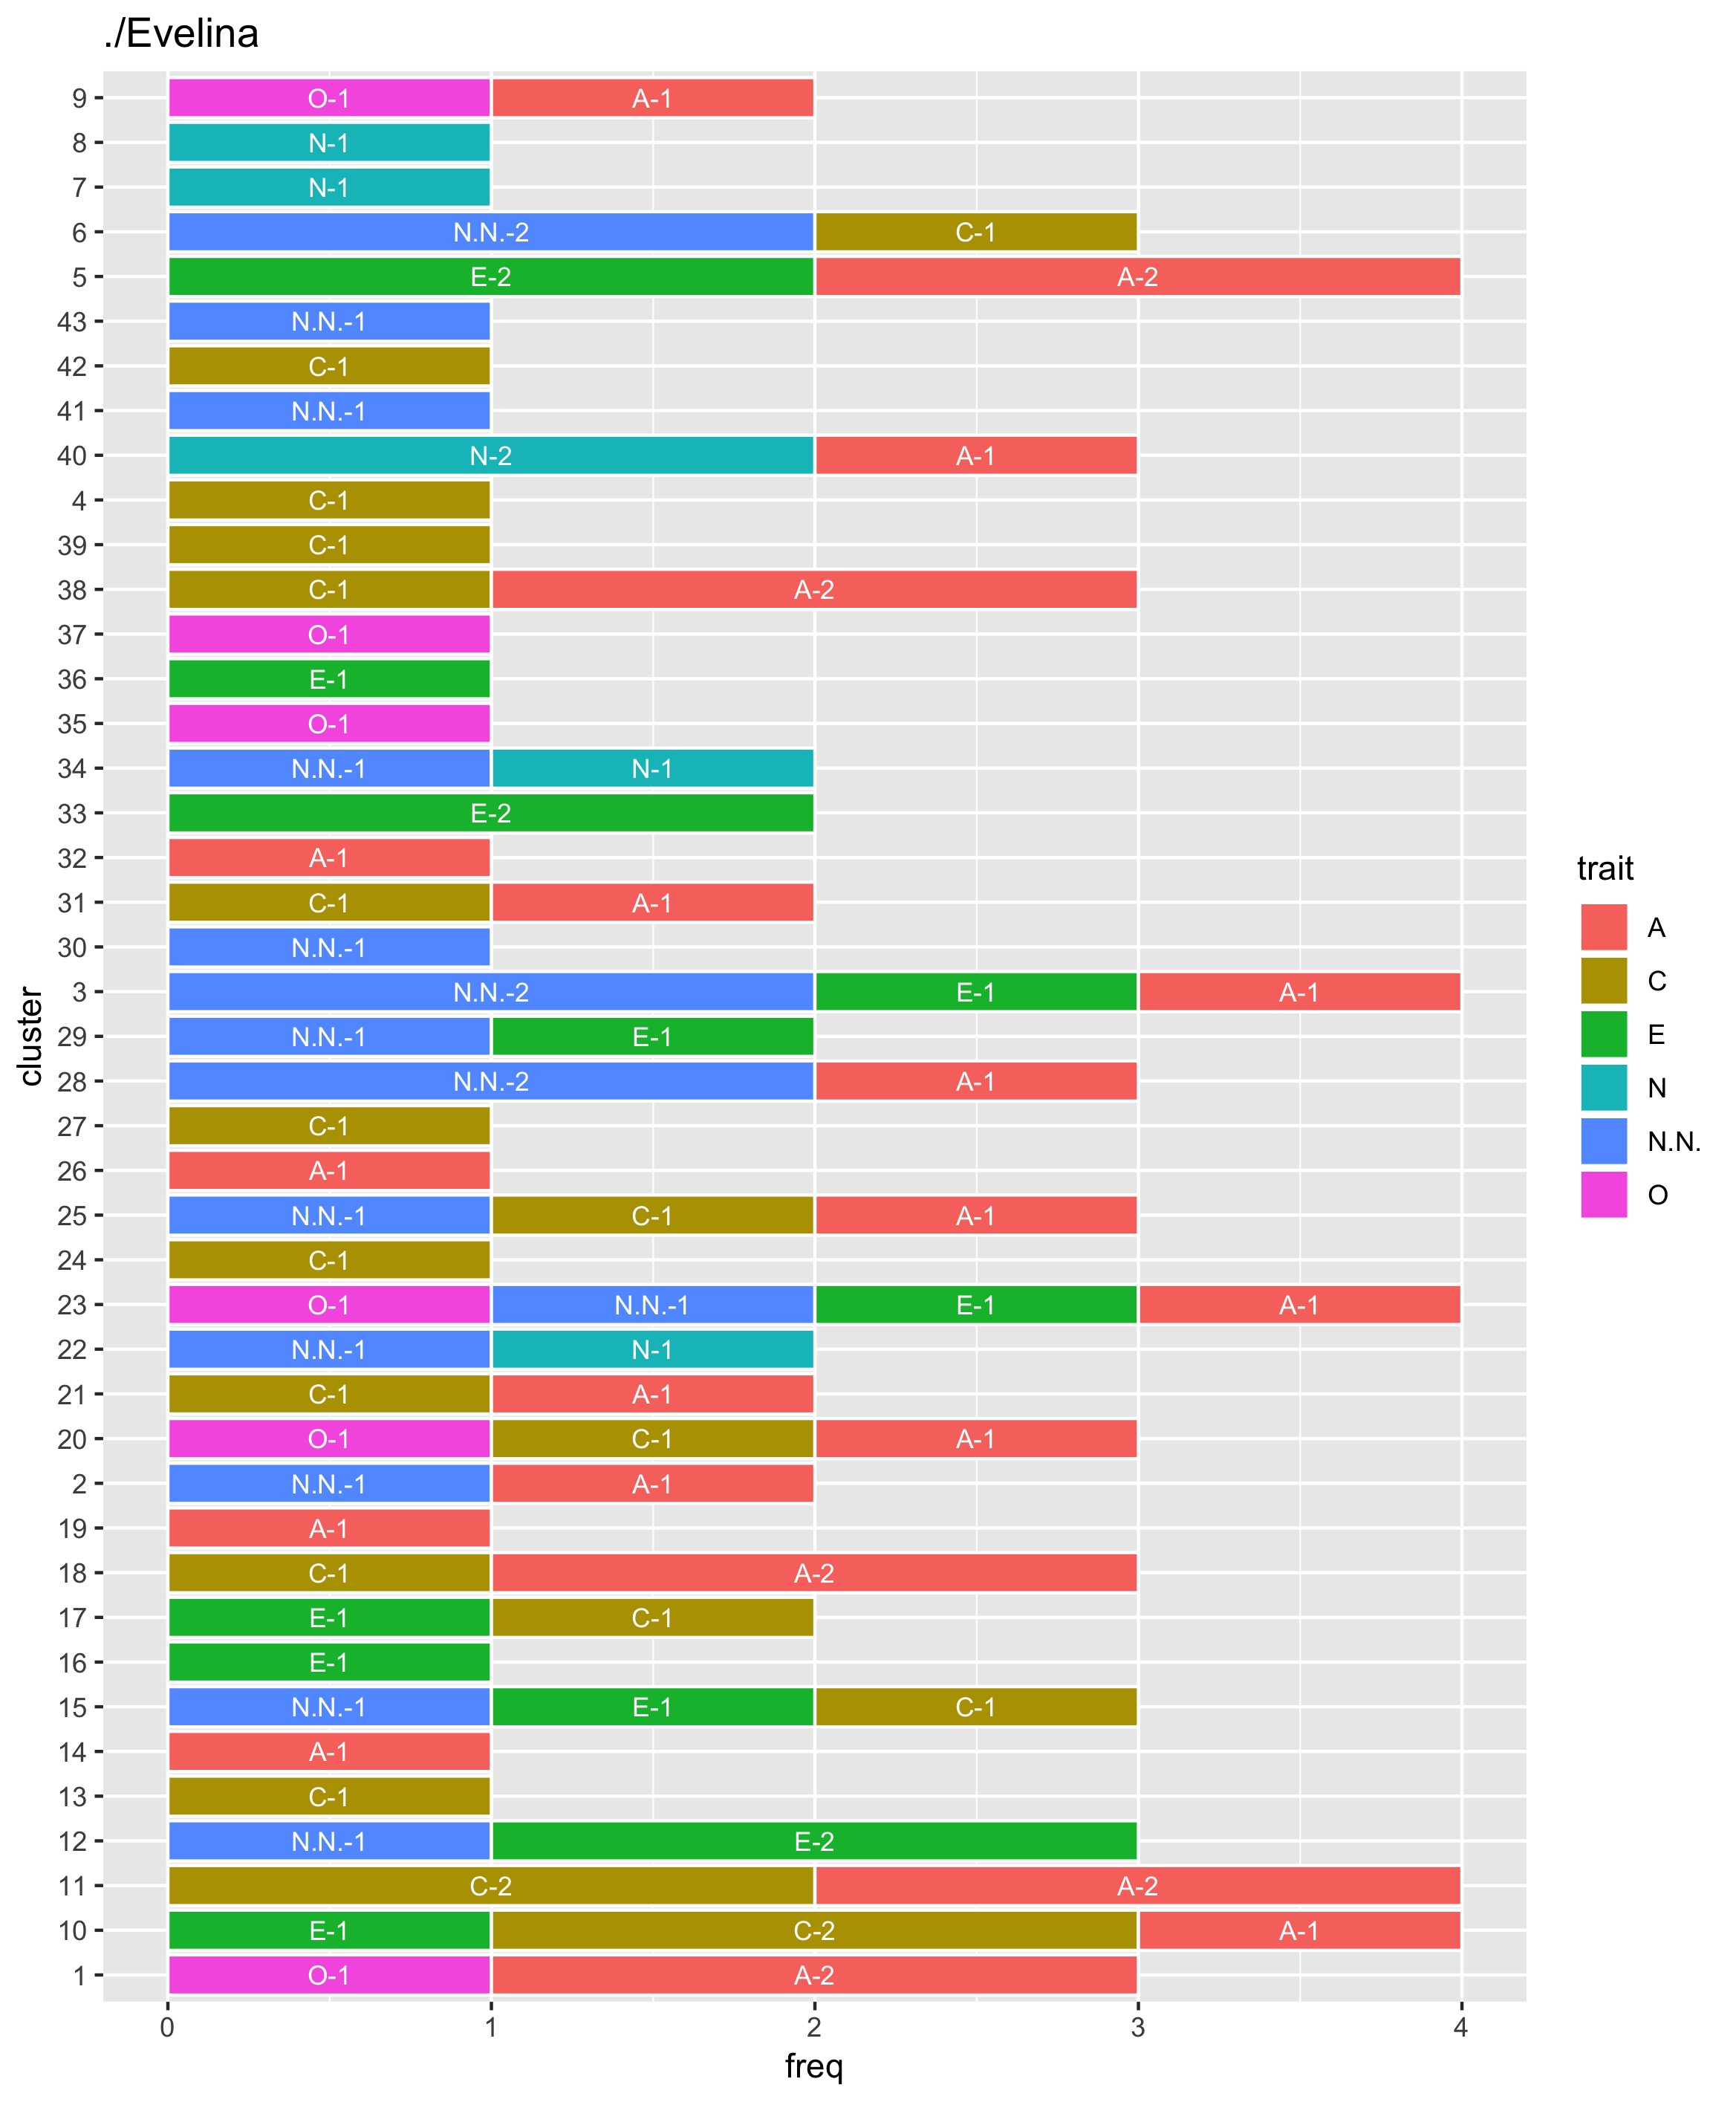 ./Evelina
9 O-1 A-1
8 N-1
7 N-1
6 N.N.-2 C-1
5 E-2 A-2
43 N.N.-1
42 C-1
41 N.N.-1
40 N-2 A-1
4 C-1
39 C-1
38 C-1 A-2
37 O-1
36 E-1
35 O-1
34 N.N.-1 N-1
33 E-2
32 A-1
31 C-1 A-1
30 N.N.-1
3 N.N.-2 E-1 A-1
29 N.N.-1 E-1
28 N.N.-2 A-1
27 C-1
26 A-1
25 N.N.-1 C-1 A-1
24 C-1
23 O-1 N.N.-1 E-1 A-1
22 N.N.-1 N-1
21 C-1 A-1
20 O-1 C-1 A-1
2 N.N.-1 A-1
19 A-1
18 C-1 A-2
17 E-1 C-1
16 E-1
15 N.N.-1 E-1 C-1
14 A-1
13 C-1
12 N.N.-1 E-2
11 C-2 A-2
10 E-1 C-2 A-1
1 O-1 A-2
0 1 2 3 4
freq
cluster
trait
A
C
E
N
N.N.
O